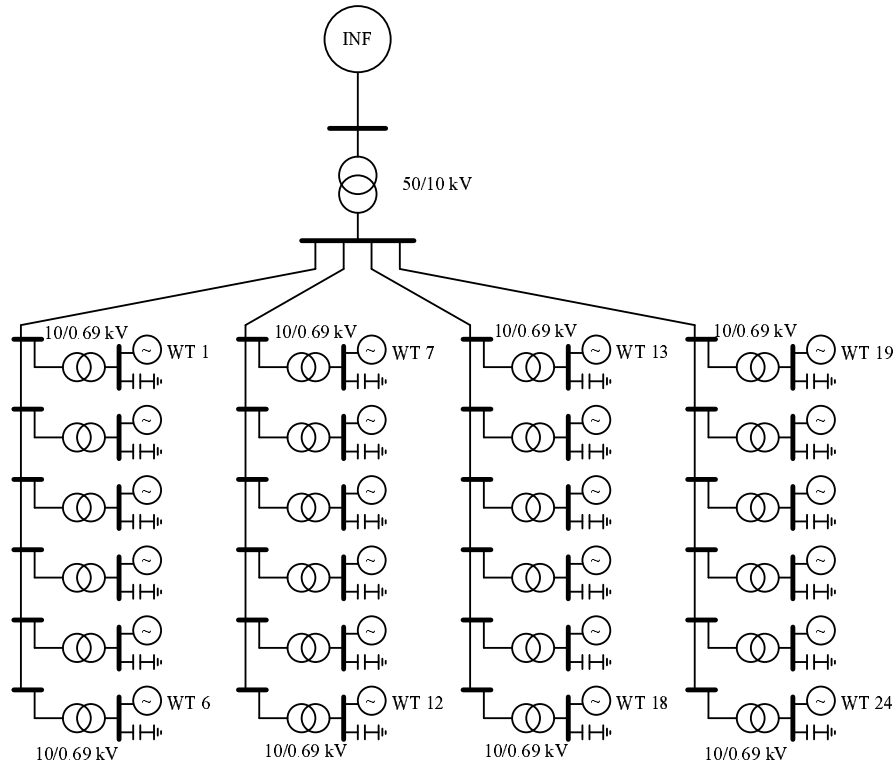 INF
50/10 kV
10/0.69 kV
10/0.69 kV
10/0.69 kV
10/0.69 kV
~ WT 1
~ WT 7
~ WT 13
~ WT 19
~ ~ ~ ~
~ ~ ~ ~
~ ~ ~ ~
~ ~ ~ ~
~ WT 6
~ WT 12
~ WT 18
~ WT 24
10/0.69 kV
10/0.69 kV
10/0.69 kV
10/0.69 kV